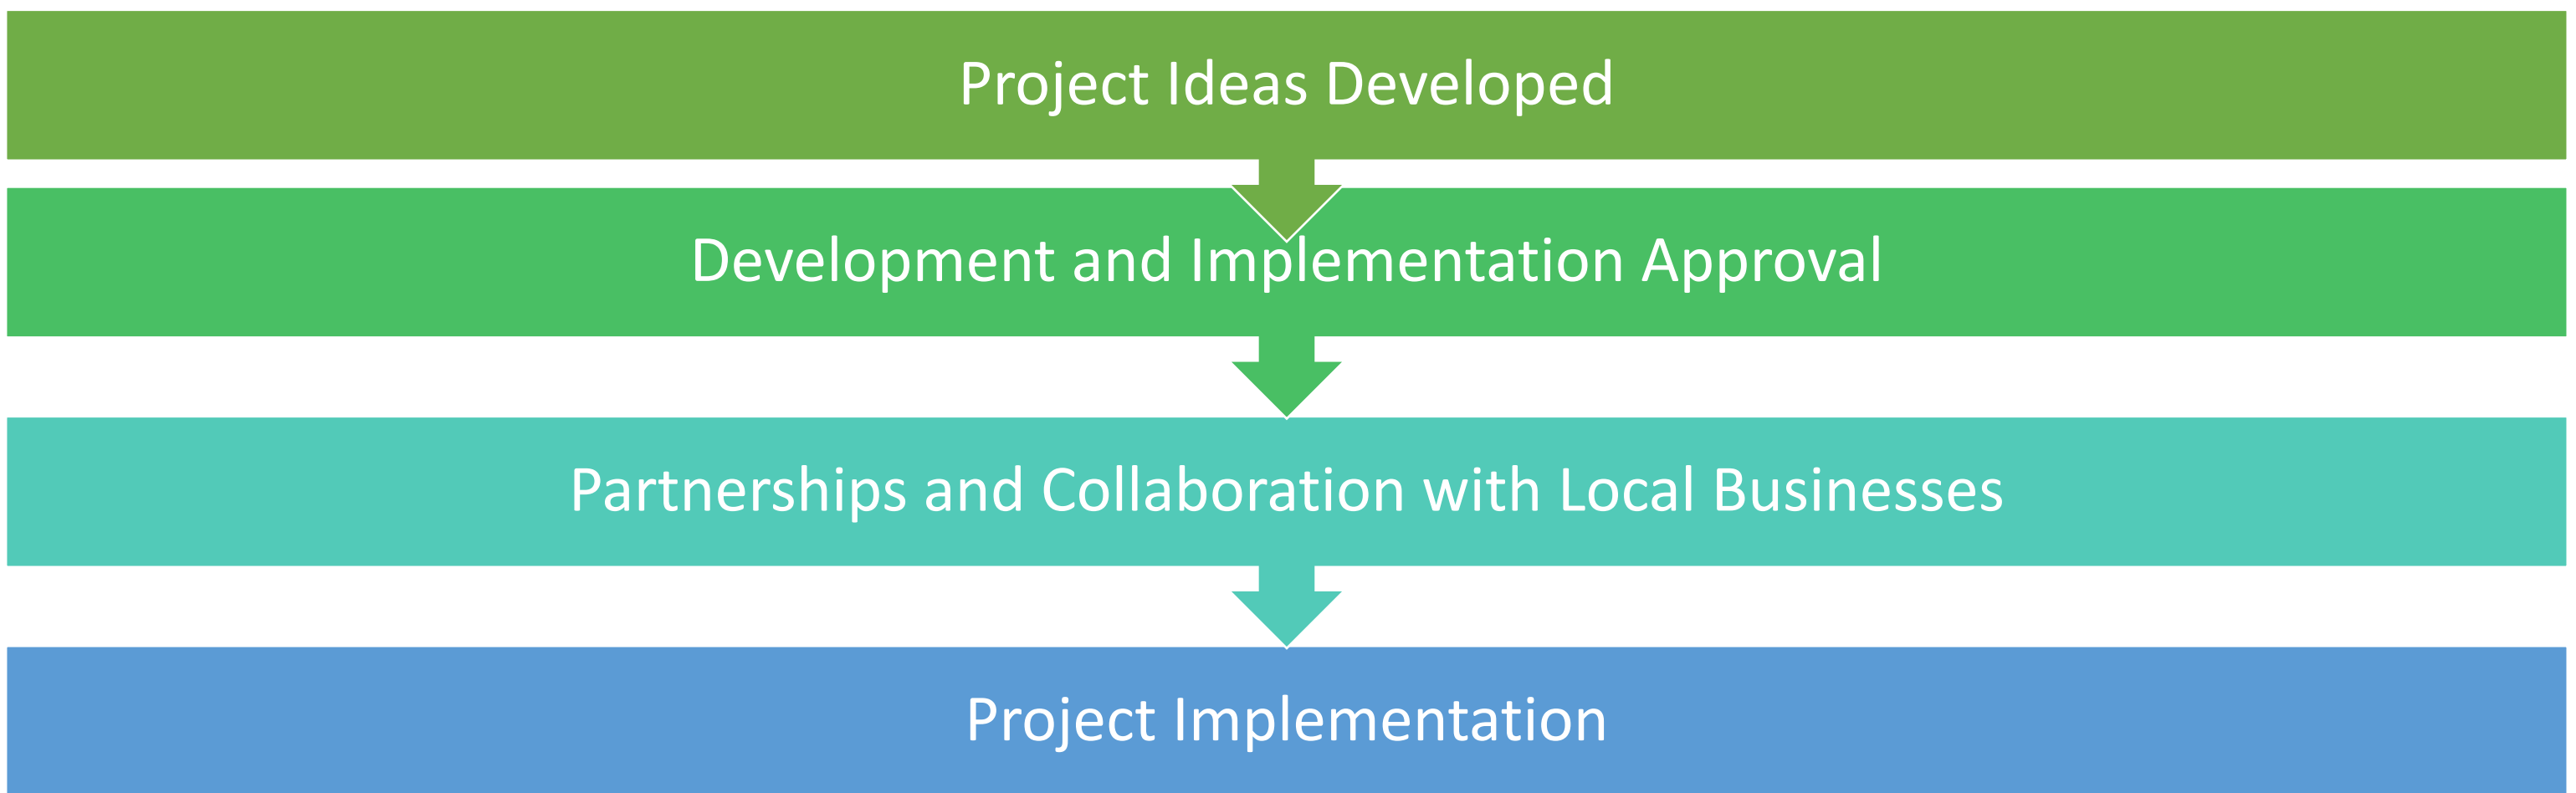 Project Ideas Developed
Development and Implementation Approval
Partnerships and Collaboration with Local Businesses
Project Implementation